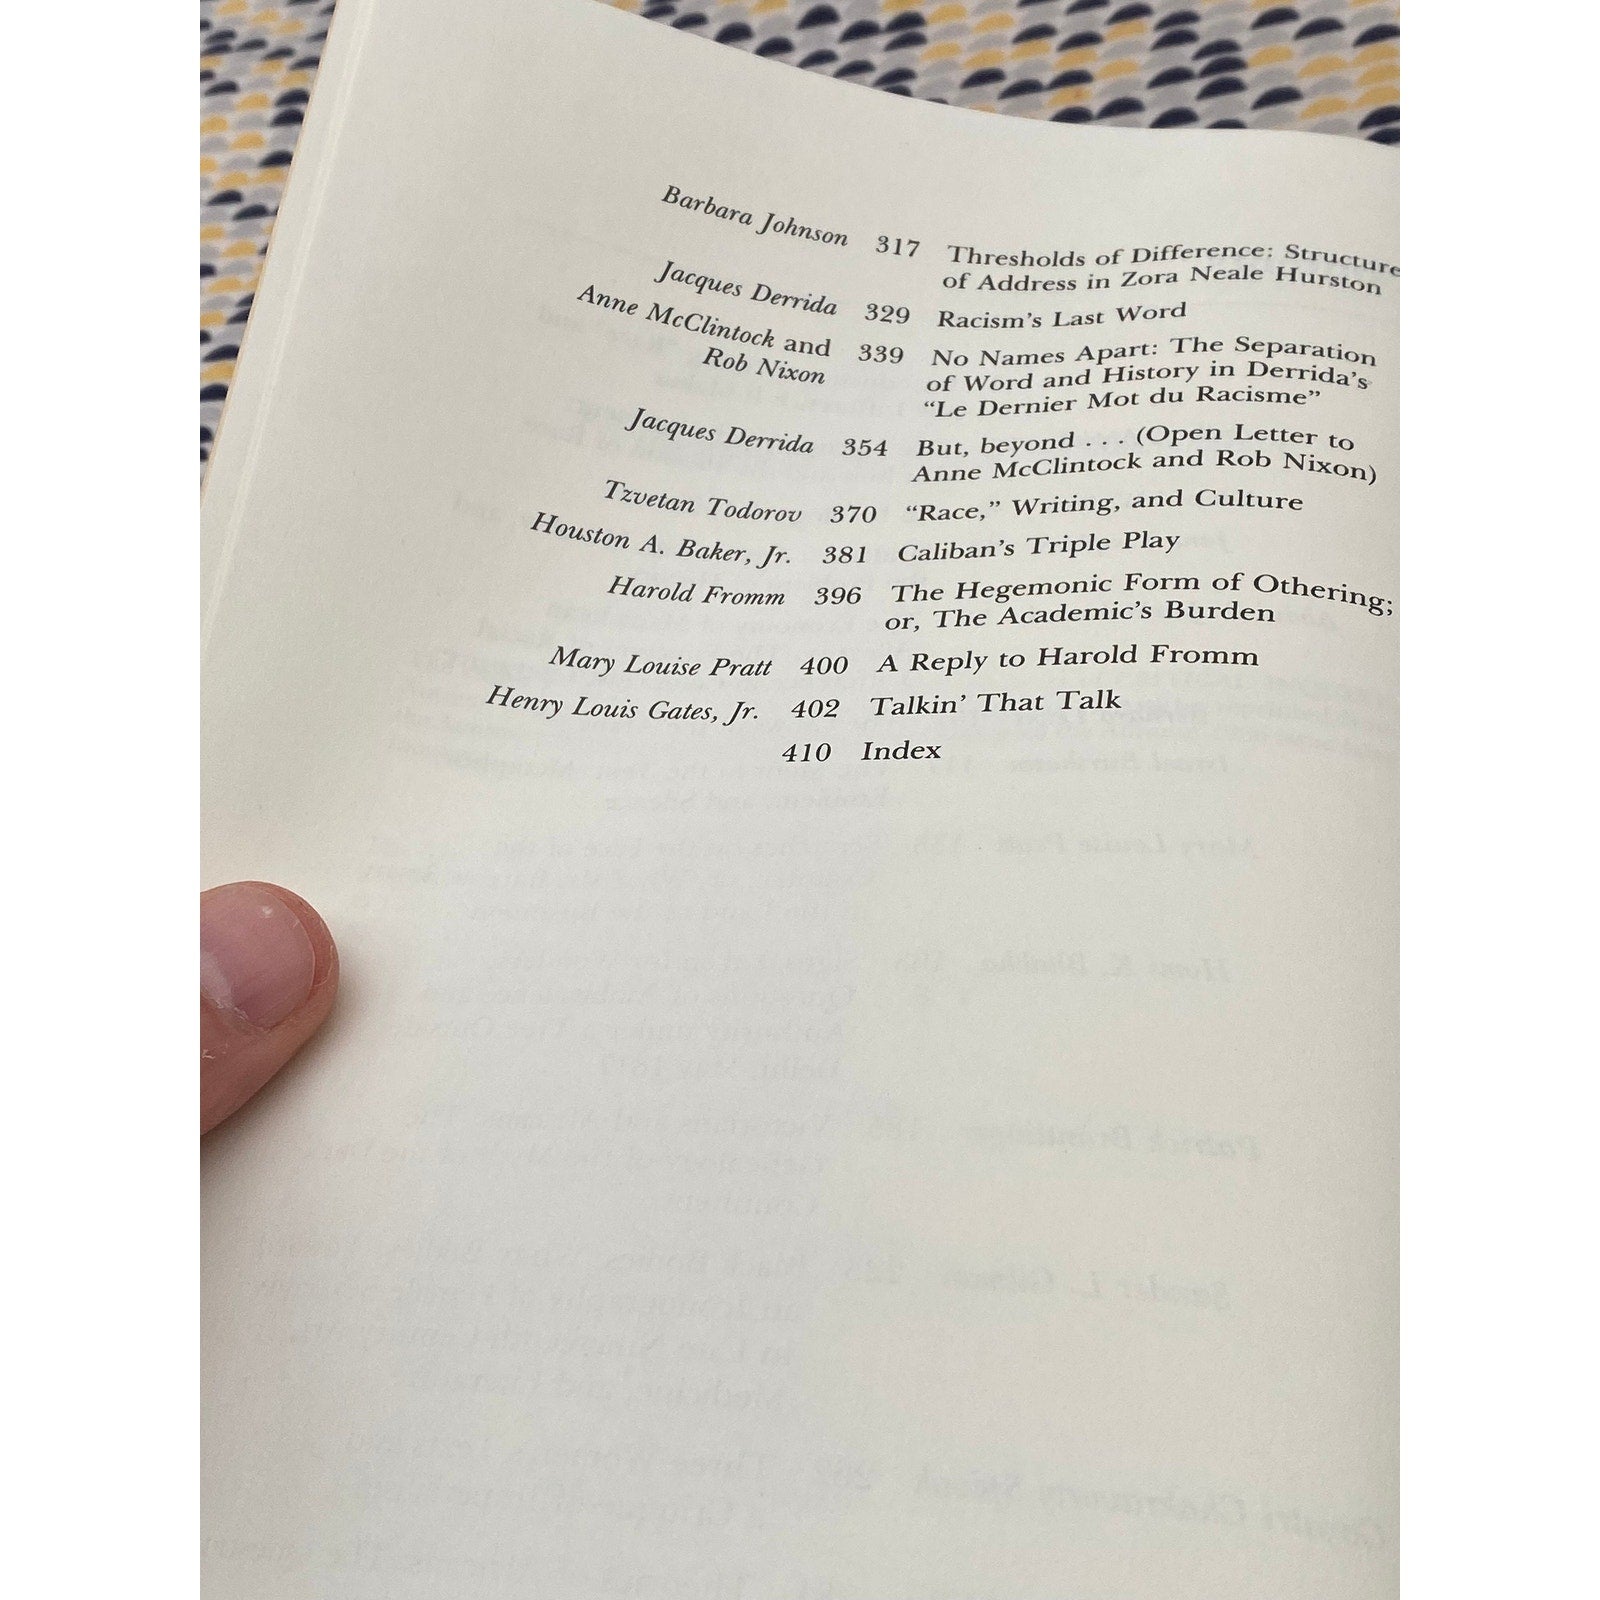 Barbara Johnson 317 Thresholds of Difference: Structure
of Address in Zora Neale Hurston
Jacques Derrida 329 Racism's Last Word
Anne McClintock and 339 No Names Apart: The Separation
Rob Nixon of Word and History in Derrida's
"Le Dernier Mot du Racisme"
Jacques Derrida 354 But, beyond . . . (Open Letter to
Anne McClintock and Rob Nixon)
Tzvetan Todorov 370 "Race," Writing, and Culture
Houston A. Baker, Jr. 381 Caliban's Triple Play
Harold Fromm 396 The Hegemonic Form of Othering;
or, The Academic's Burden
Mary Louise Pratt 400 A Reply to Harold Fromm
Henry Louis Gates, Jr. 402 Talkin' That Talk
410 Index